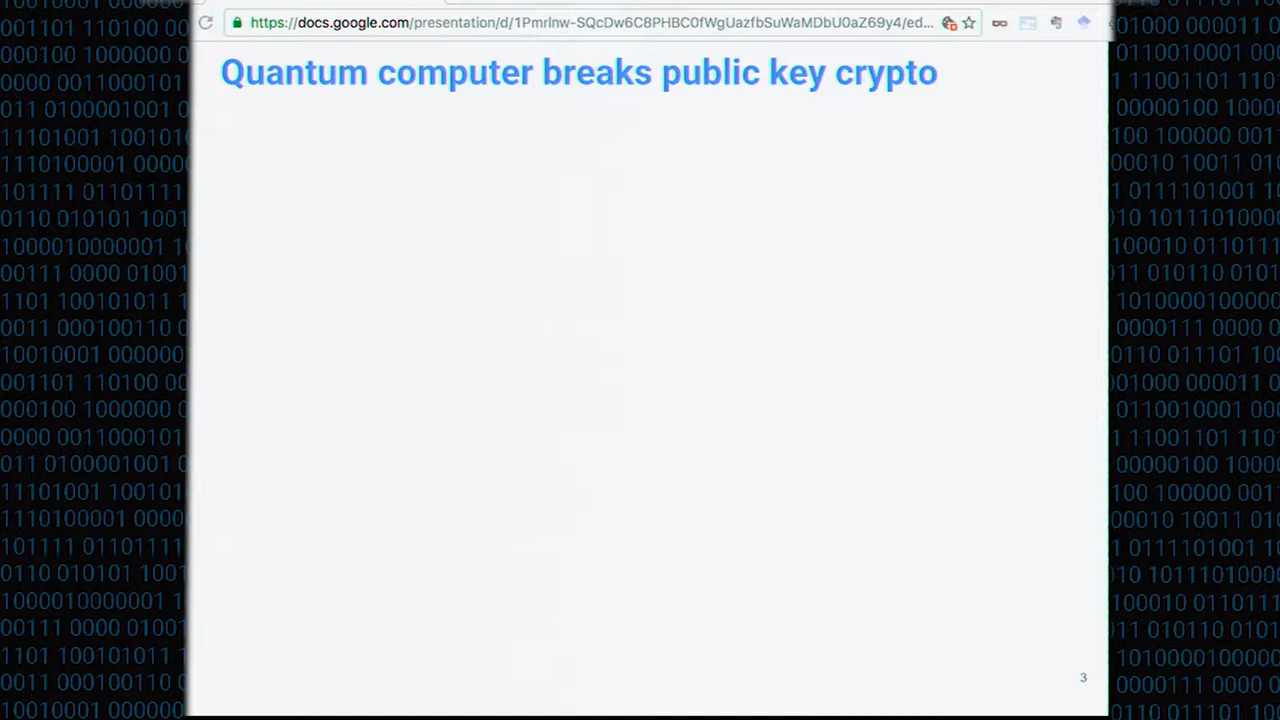 https://docs.google.com/presentation/d/1Pmrlnw-SQcDw6C8PHBC0fWgUazfbSuWaMDbU0aZ69y4/ed...
Quantum computer breaks public key crypto
3